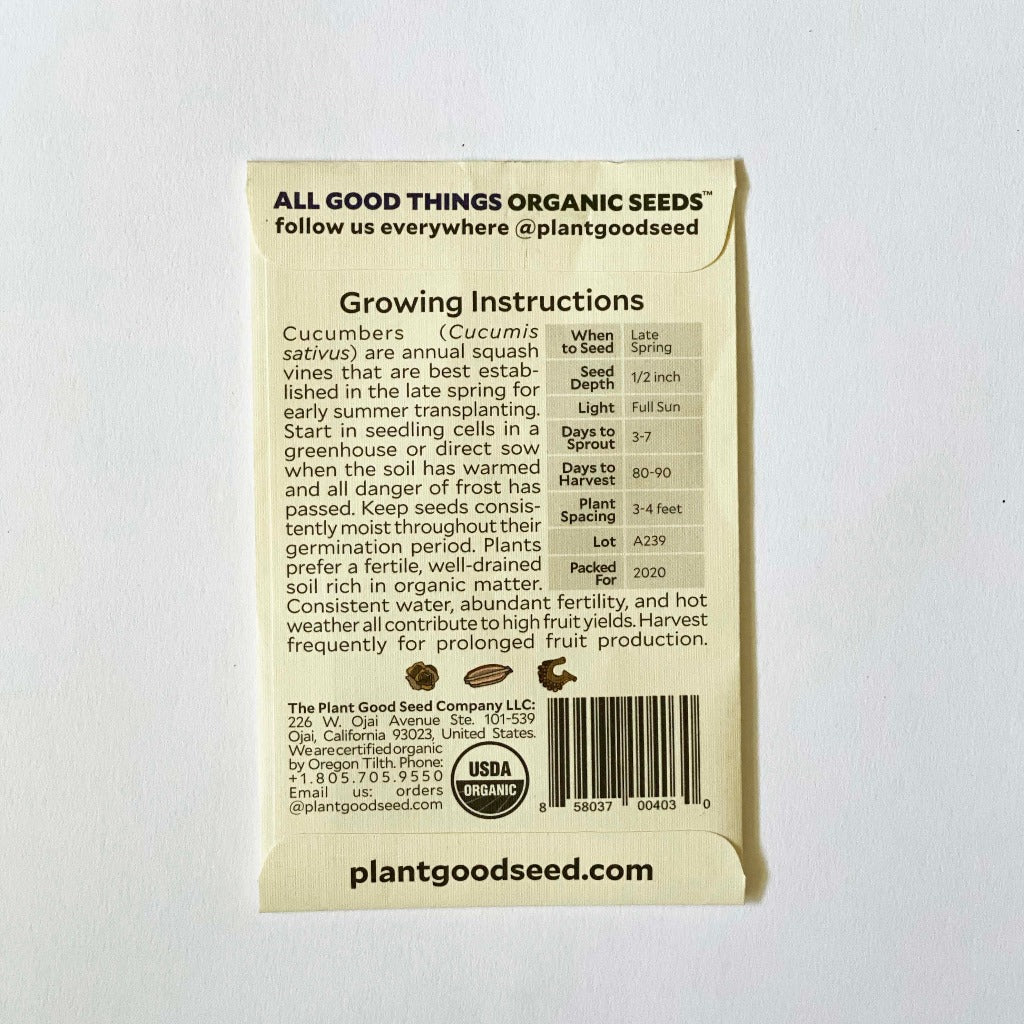 ALL GOOD THINGS ORGANIC SEEDS™
follow us everywhere @plantgoodseed
Growing Instructions
Cucumbers (Cucumis
sativus) are annual squash
vines that are best estab-
lished in the late spring for
early summer transplanting.
Start in seedling cells in a
greenhouse or direct sow
when the soil has warmed
and all danger of frost has
passed. Keep seeds consis-
tently moist throughout their
germination period. Plants
prefer a fertile, well-drained
soil rich in organic matter.
Consistent water, abundant fertility, and hot
weather all contribute to high fruit yields. Harvest
frequently for prolonged fruit production.
When
to Seed
Late
Spring
Seed
Depth
1/2 inch
Light
Full Sun
Days to
Sprout
3-7
Days to
Harvest
80-90
Plant
Spacing
3-4 feet
Lot
A239
Packed
For
2020
The Plant Good Seed Company LLC:
226 W. Ojai Avenue Ste. 101-539
Ojai, California 93023, United States.
We are certified organic
by Oregon Tilth. Phone:
+1.805.705.9550
Email us: orders
@plantgoodseed.com
USDA
ORGANIC
8 58037 00403 0
plantgoodseed.com